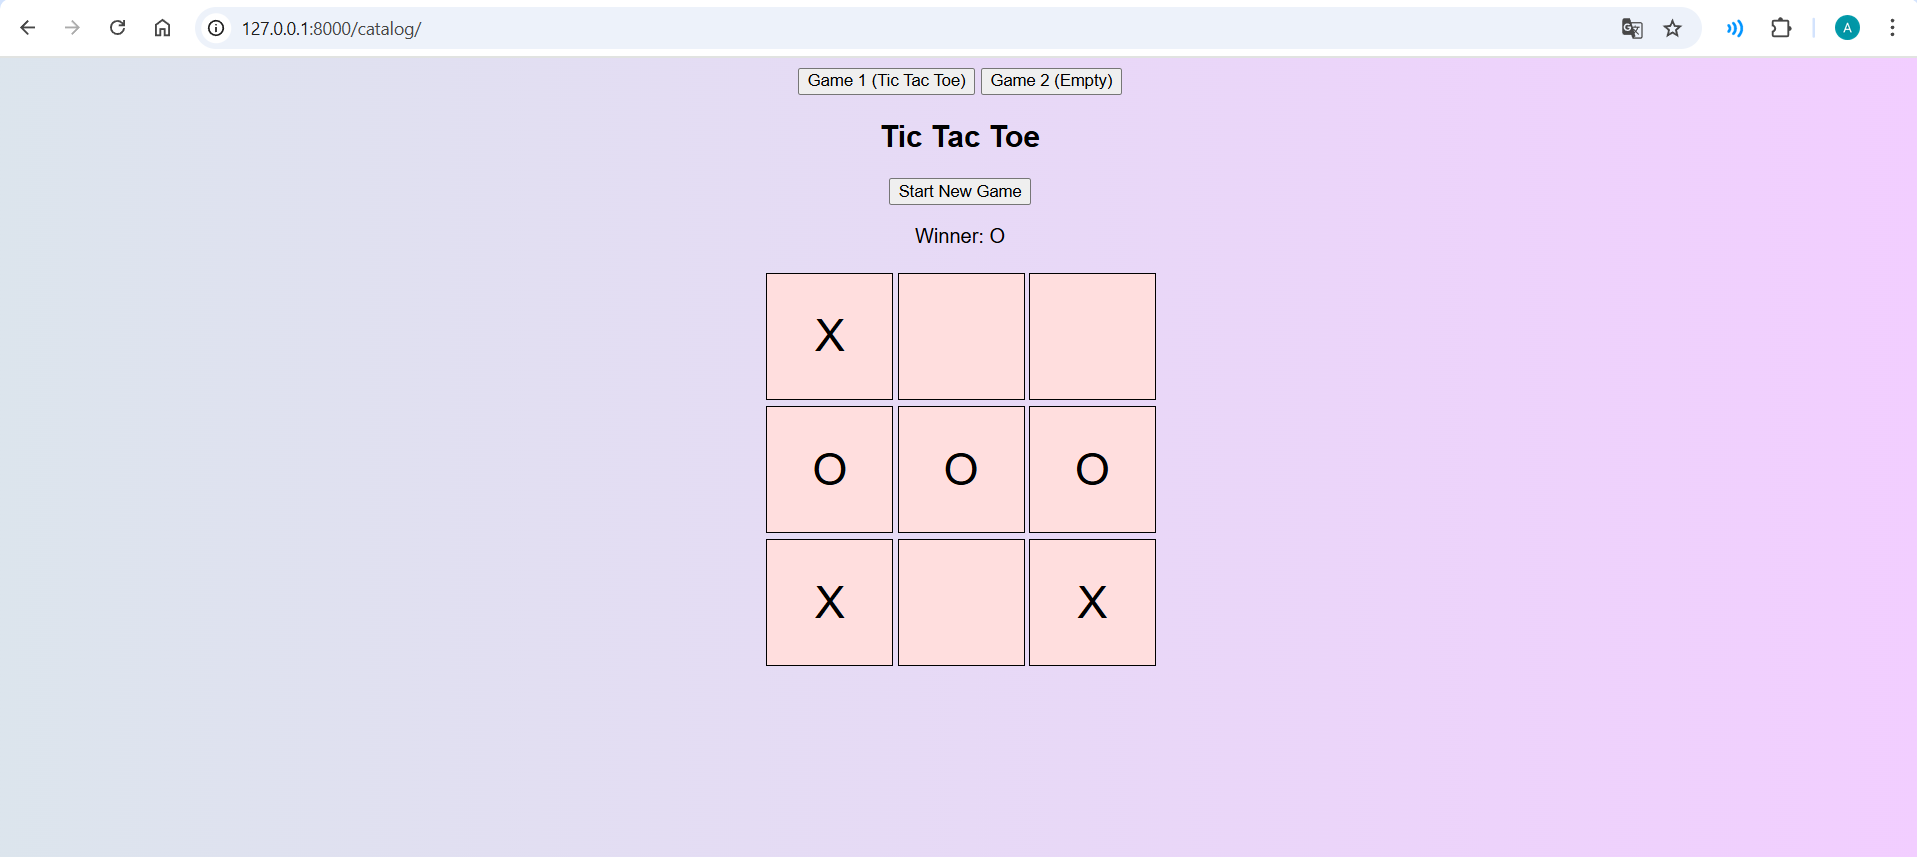 127.0.0.1:8000/catalog/
A
Game 1 (Tic Tac Toe) Game 2 (Empty)
Tic Tac Toe
Start New Game
Winner: O
X
O O O
X X